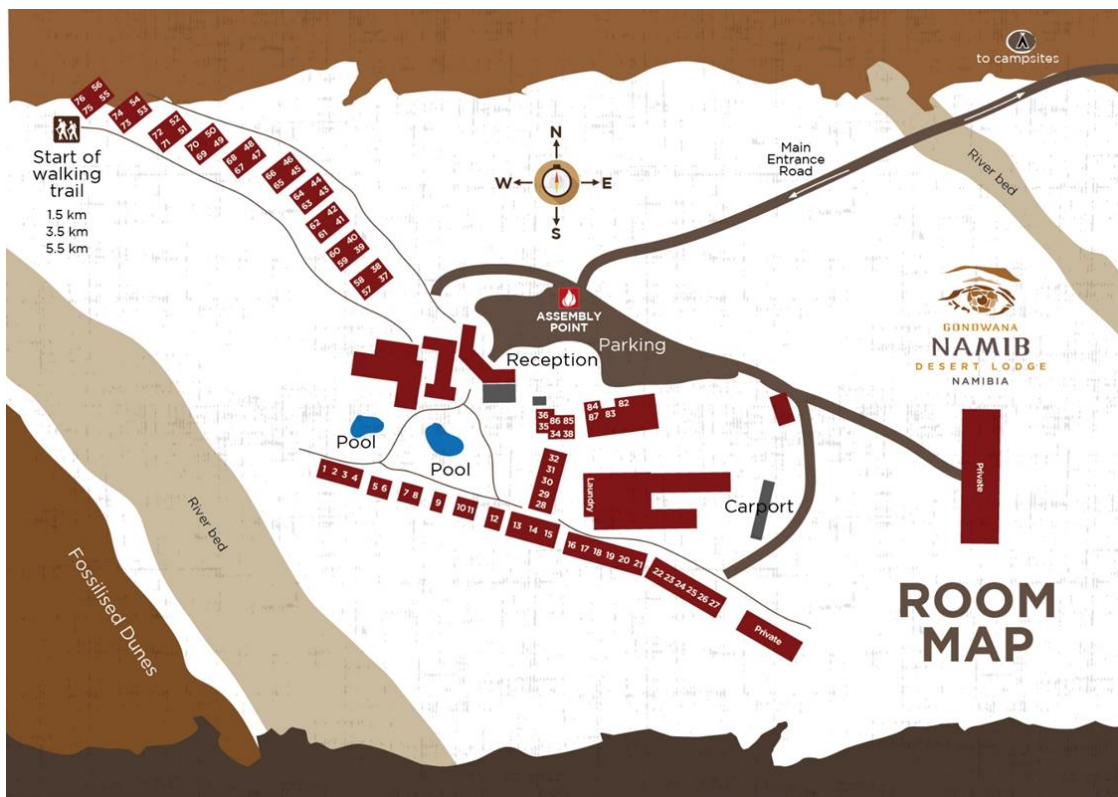 to campsites
Main
Entrance
Road
River bed
N
W E
S
76 56
75 55
74 54
73 53
72 52
71 51
70 50
69 49
68 48
67 47
66 46
65 45
64 44
63 43
62 42
61 41
60 40
59 39
58 38
57 37
Start of
walking
trail
1.5 km
3.5 km
5.5 km
ASSEMBLY
POINT
Parking
Reception
GONDWANA
NAMIB
DESERT LODGE
NAMIBIA
36
35
86 85
34 38
84 82
87 83
Pool
Pool
32
31
30
29
28
Laundry
Carport
Private
1 2 3 4
5 6
7 8
9
10 11
12
13 14 15
16 17 18 19 20 21
22 23 24 25 26 27
Private
River bed
Fossilised Dunes
ROOM
MAP